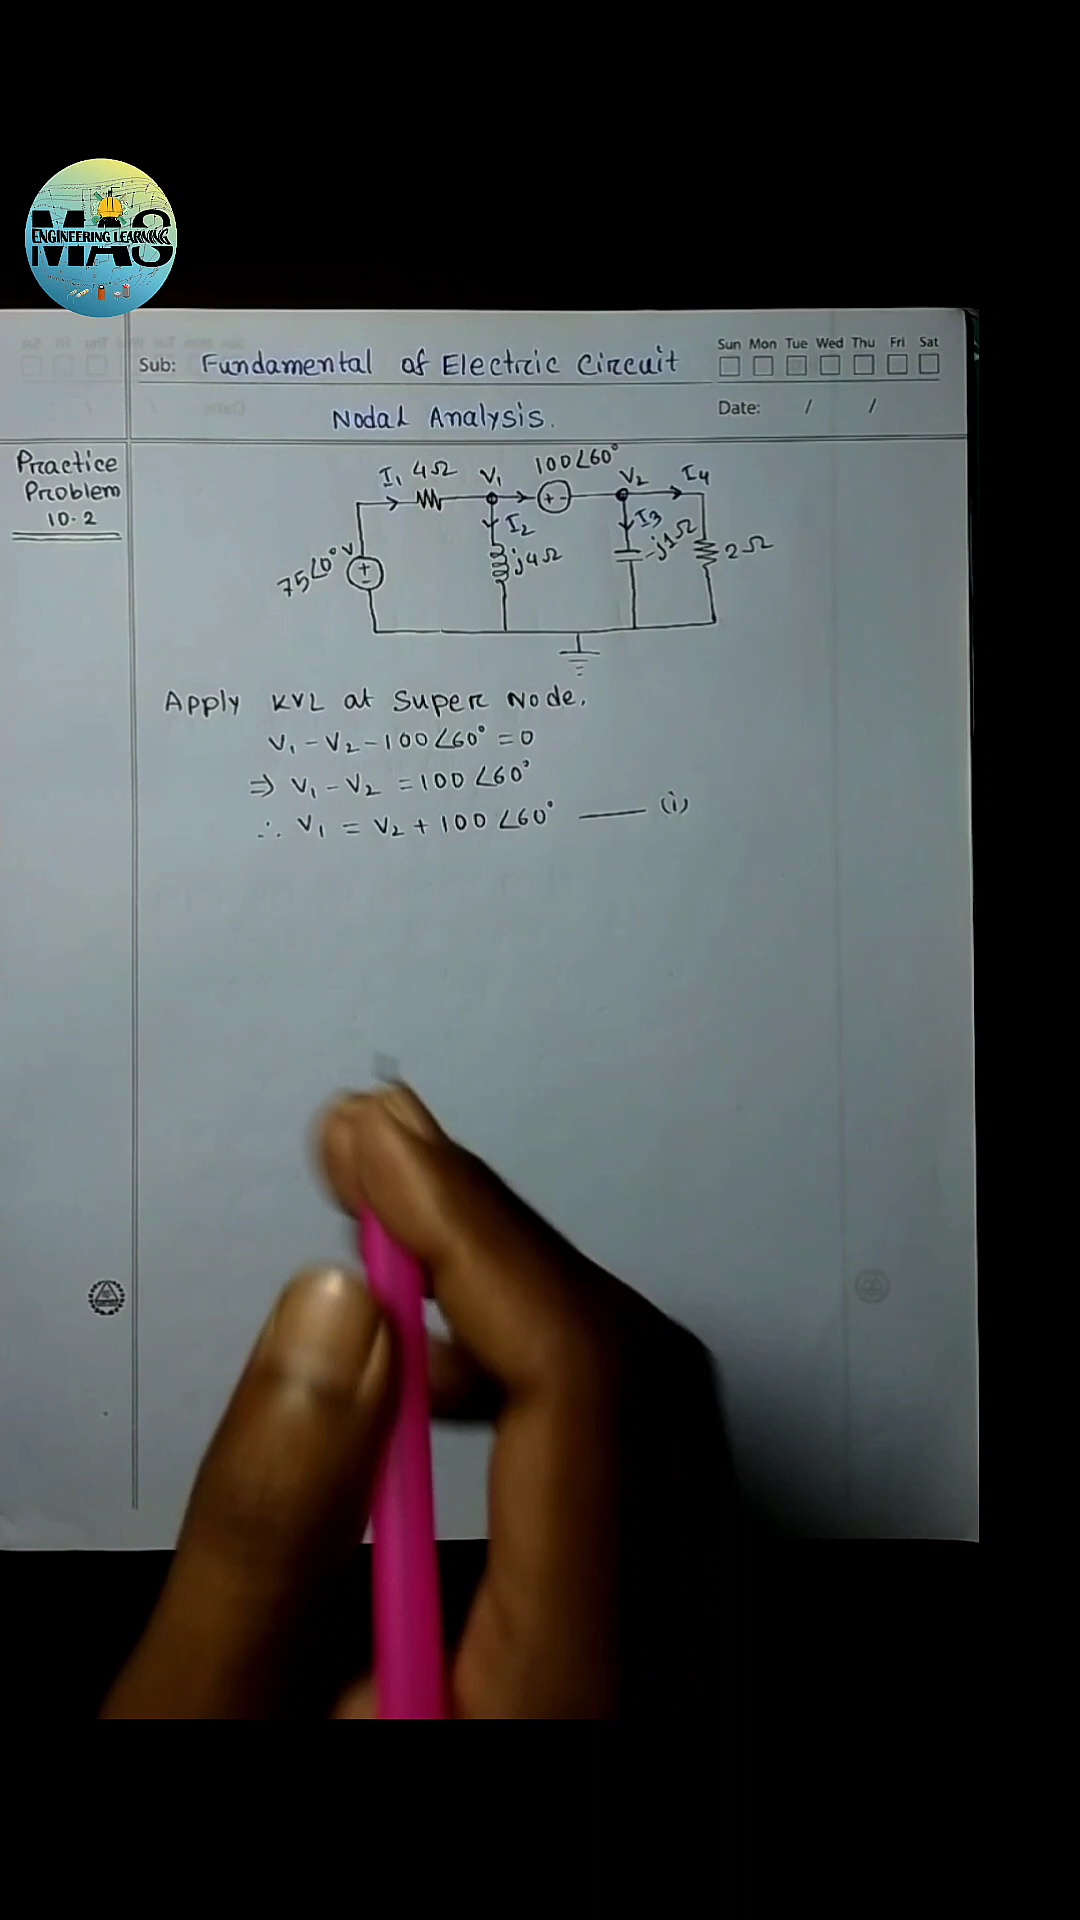 MAS
ENGINEERING LEARNING
Sun Mon Tue Wed Thu Fri Sat
Sub: Fundamental of Electric Circuit
Date: / /
Nodal Analysis.
Practice
Problem
10-2
I₁ 4Ω V₁ 100∠60° V₂ I₄
I₂ I₃
75∠0° V + - j4Ω -j1Ω 2Ω
Apply KVL at Super Node.
V₁ - V₂ - 100∠60° = 0
⇒ V₁ - V₂ = 100∠60°
∴ V₁ = V₂ + 100∠60° —— (i)